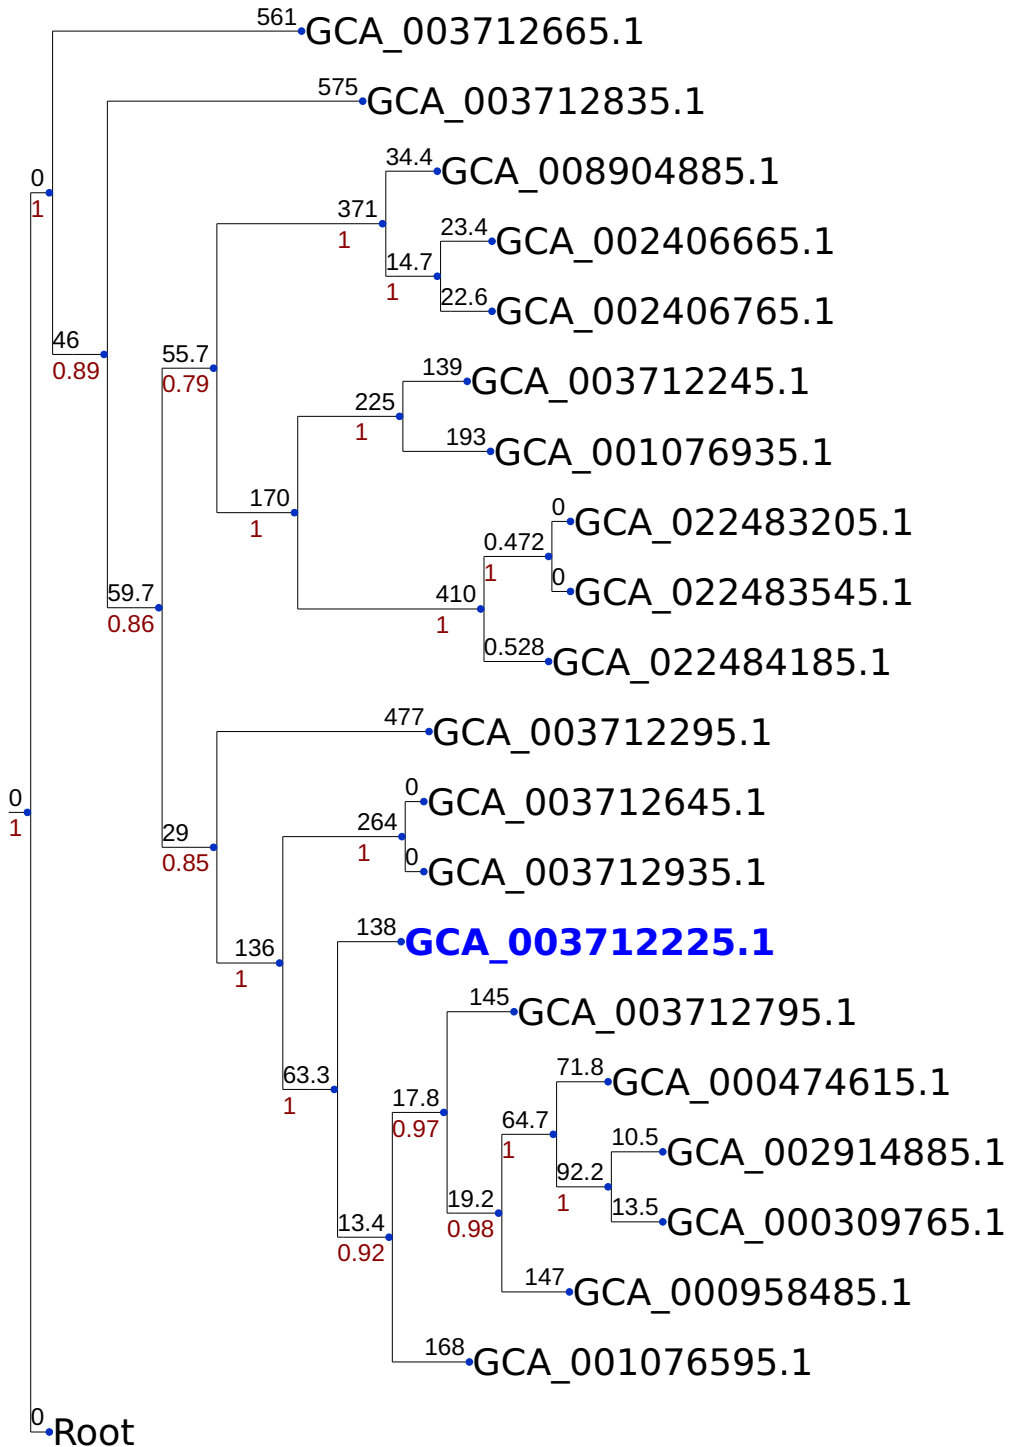 561
GCA_003712665.1
575
GCA_003712835.1
34.4
GCA_008904885.1
0
1
371
1
23.4
GCA_002406665.1
14.7
1
22.6
GCA_002406765.1
46
0.89
55.7
0.79
139
GCA_003712245.1
225
1
193
GCA_001076935.1
170
1
0
GCA_022483205.1
0.472
1
0
GCA_022483545.1
59.7
0.86
410
1
0.528
GCA_022484185.1
477
GCA_003712295.1
0
1
0
GCA_003712645.1
264
1
29
0.85
0
GCA_003712935.1
138
GCA_003712225.1
136
1
145
GCA_003712795.1
63.3
1
71.8
GCA_000474615.1
17.8
0.97
64.7
1
10.5
GCA_002914885.1
92.2
1
19.2
0.98
13.5
GCA_000309765.1
13.4
0.92
147
GCA_000958485.1
168
GCA_001076595.1
0
Root